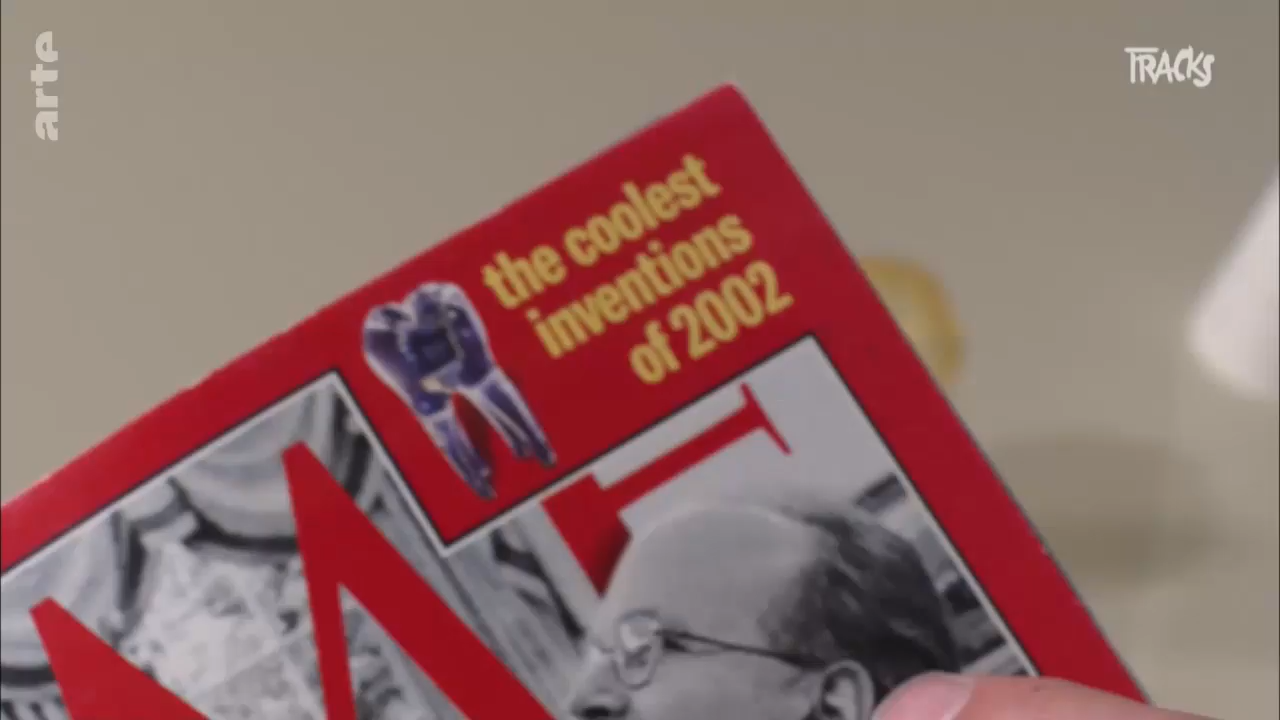 arte
TRACKS
the coolest
inventions
of 2002
M